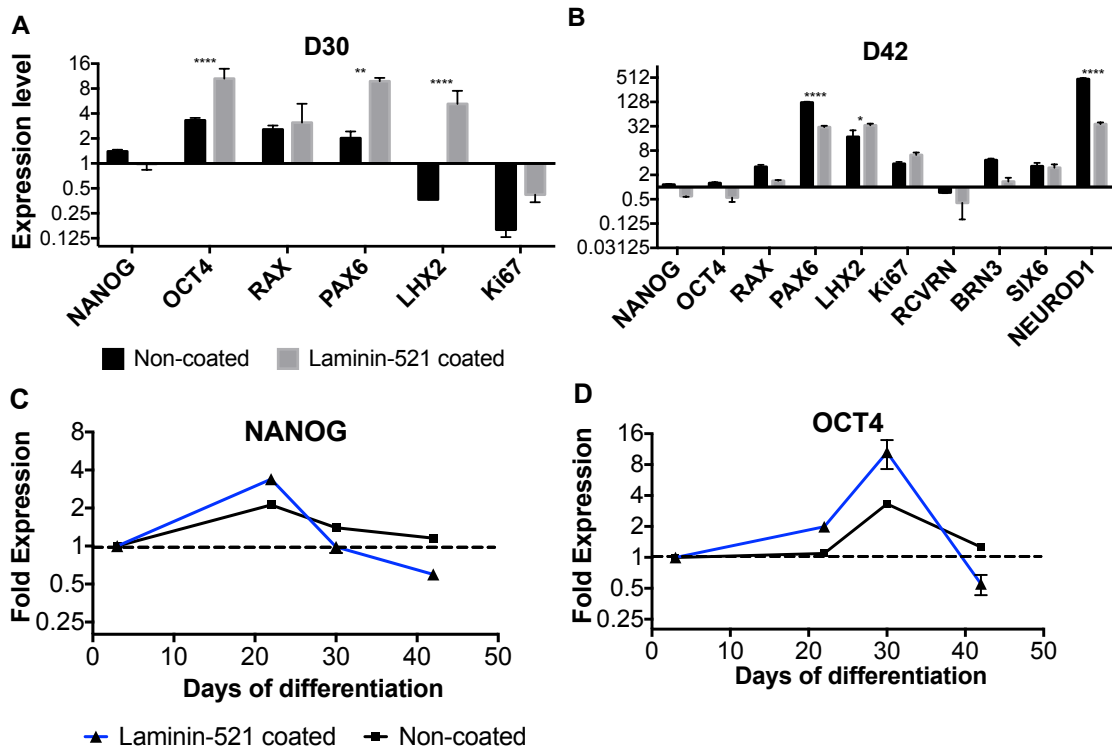 A
D30
Expression level
16
4
2
1
0.5
0.25
0.125
****
**
****
NANOG
OCT4
RAX
PAX6
LHX2
Ki67
B
D42
512
128
32
8
2
0.5
0.125
0.03125
****
*
****
NANOG
OCT4
RAX
PAX6
LHX2
Ki67
RCVRN
BRN3
SIX6
NEUROD1
Non-coated
Laminin-521 coated
C
NANOG
Fold Expression
8
4
2
1
0.5
0.25
0 10 20 30 40 50
Days of differentiation
D
OCT4
Fold Expression
16
8
4
2
1
0.5
0.25
0 10 20 30 40 50
Days of differentiation
Laminin-521 coated
Non-coated